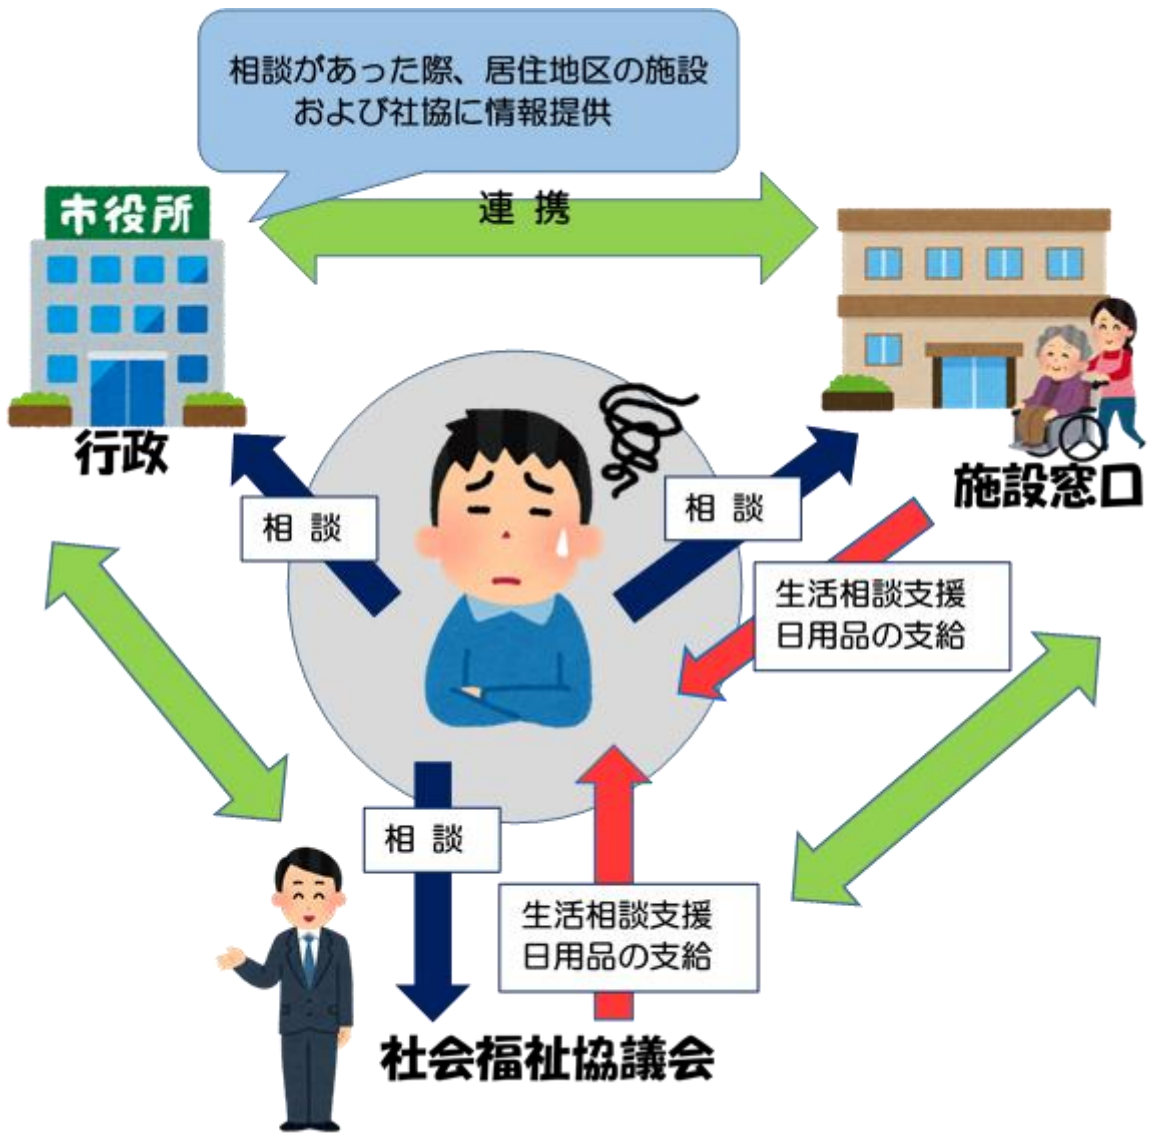 相談があった際、居住地区の施設
および社協に情報提供
連 携
市役所
行政
施設窓口
相 談
相 談
生活相談支援
日用品の支給
相 談
生活相談支援
日用品の支給
社会福祉協議会